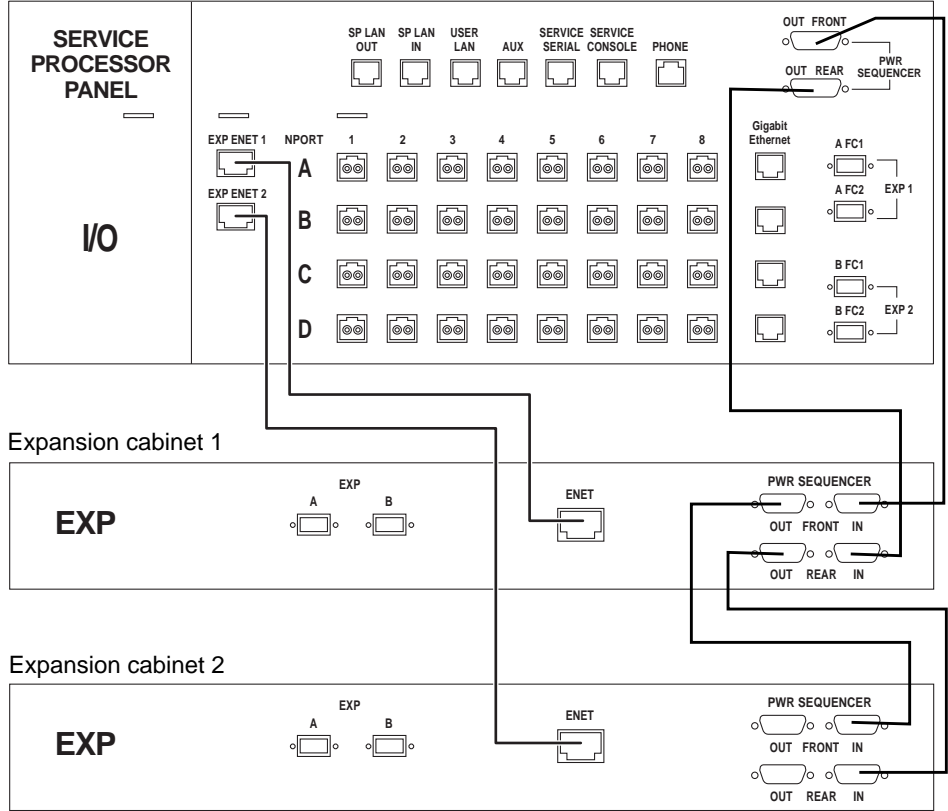 SERVICE
PROCESSOR
PANEL
SP LAN OUT
SP LAN IN
USER LAN
AUX
SERVICE SERIAL
SERVICE CONSOLE
PHONE
OUT FRONT
OUT REAR
PWR SEQUENCER
I/O
EXP ENET 1
EXP ENET 2
NPORT 1 2 3 4 5 6 7 8
A
B
C
D
Gigabit
Ethernet
A FC1
A FC2
EXP 1
B FC1
B FC2
EXP 2
Expansion cabinet 1
EXP
EXP
A B
ENET
PWR SEQUENCER
OUT FRONT IN
OUT REAR IN
Expansion cabinet 2
EXP
EXP
A B
ENET
PWR SEQUENCER
OUT FRONT IN
OUT REAR IN